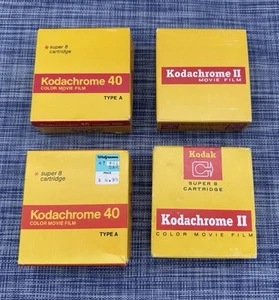 super 8
cartridge
Kodachrome 40
COLOR MOVIE FILM
TYPE A
Kodachrome II
MOVIE FILM
super 8
cartridge
Kodachrome 40
COLOR MOVIE FILM
TYPE A
Kodak
SUPER 8
CARTRIDGE
Kodachrome II
COLOR MOVIE FILM